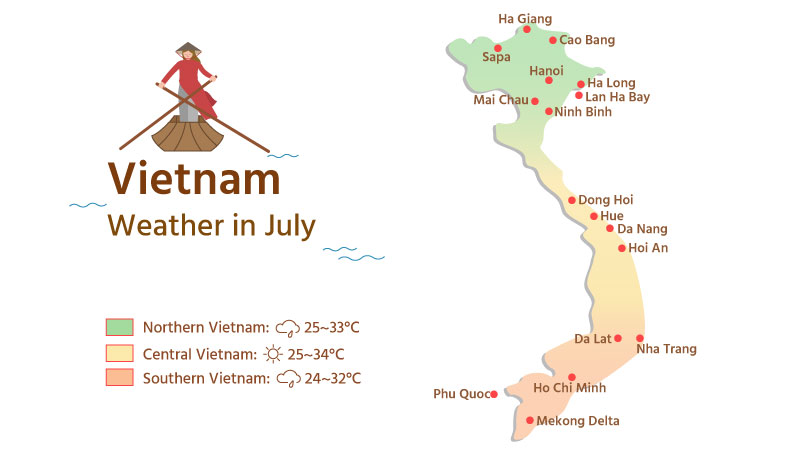 Vietnam
Weather in July
Northern Vietnam: 25~33°C
Central Vietnam: 25~34°C
Southern Vietnam: 24~32°C
Ha Giang
Cao Bang
Sapa
Hanoi
Ha Long
Mai Chau
Lan Ha Bay
Ninh Binh
Dong Hoi
Hue
Da Nang
Hoi An
Da Lat
Nha Trang
Ho Chi Minh
Phu Quoc
Mekong Delta